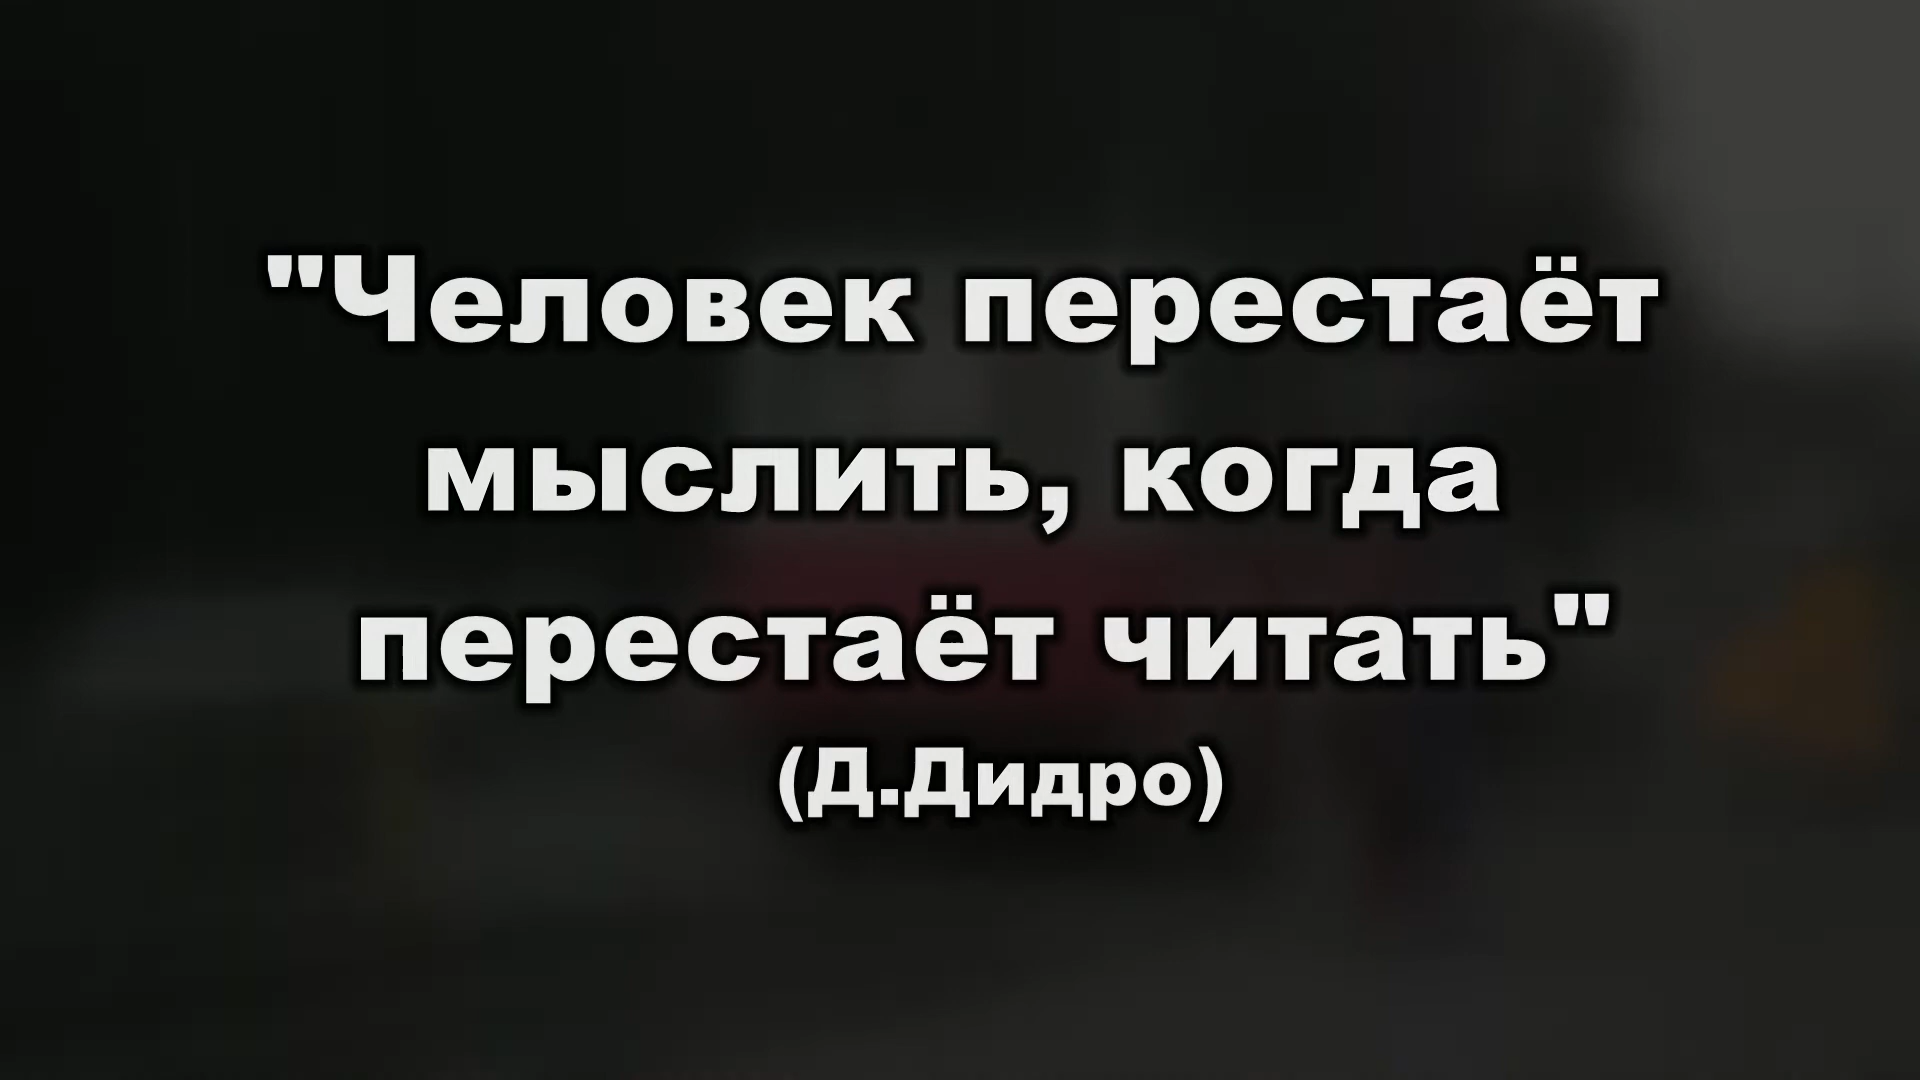 "Человек перестаёт
мыслить, когда
перестаёт читать"
(Д.Дидро)